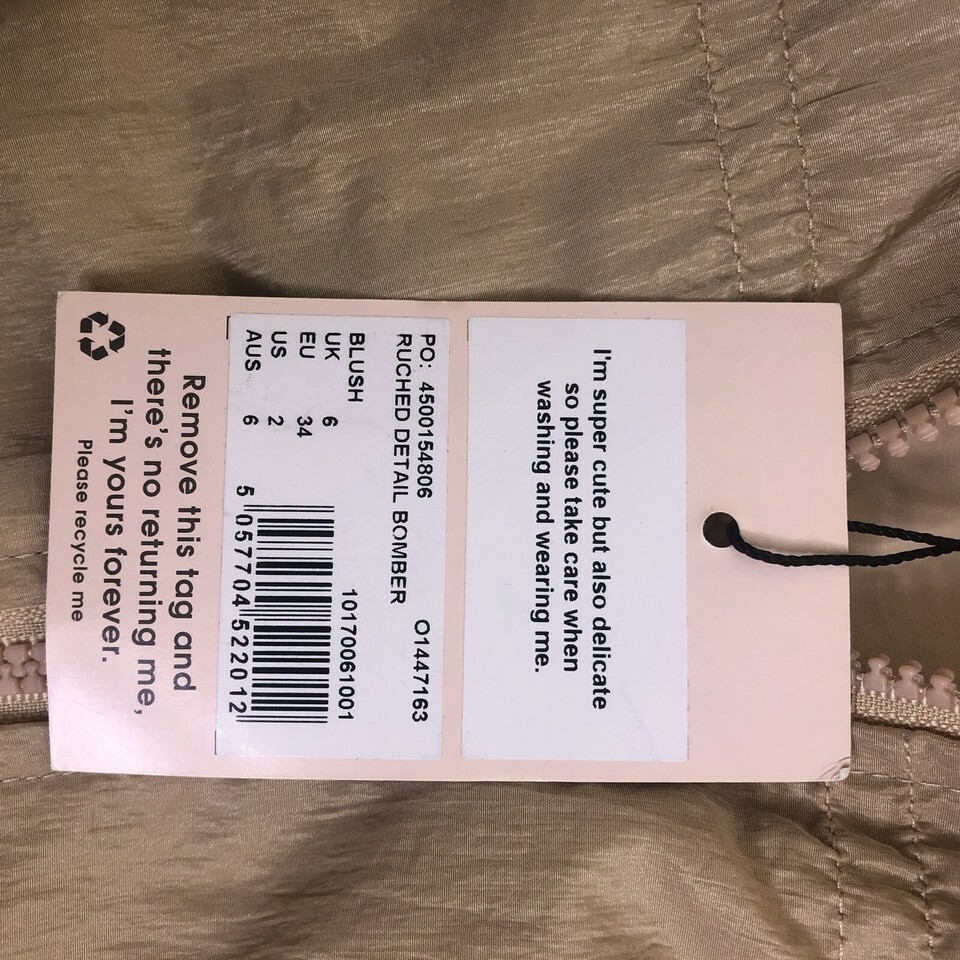 I'm super cute but also delicate
so please take care when
washing and wearing me.
PO: 4500154806 O1447163
RUCHED DETAIL BOMBER
BLUSH 10170061001
UK 6
EU 34
US 2
AUS 6
5 057704 522012
Remove this tag and
there's no returning me,
I'm yours forever.
Please recycle me